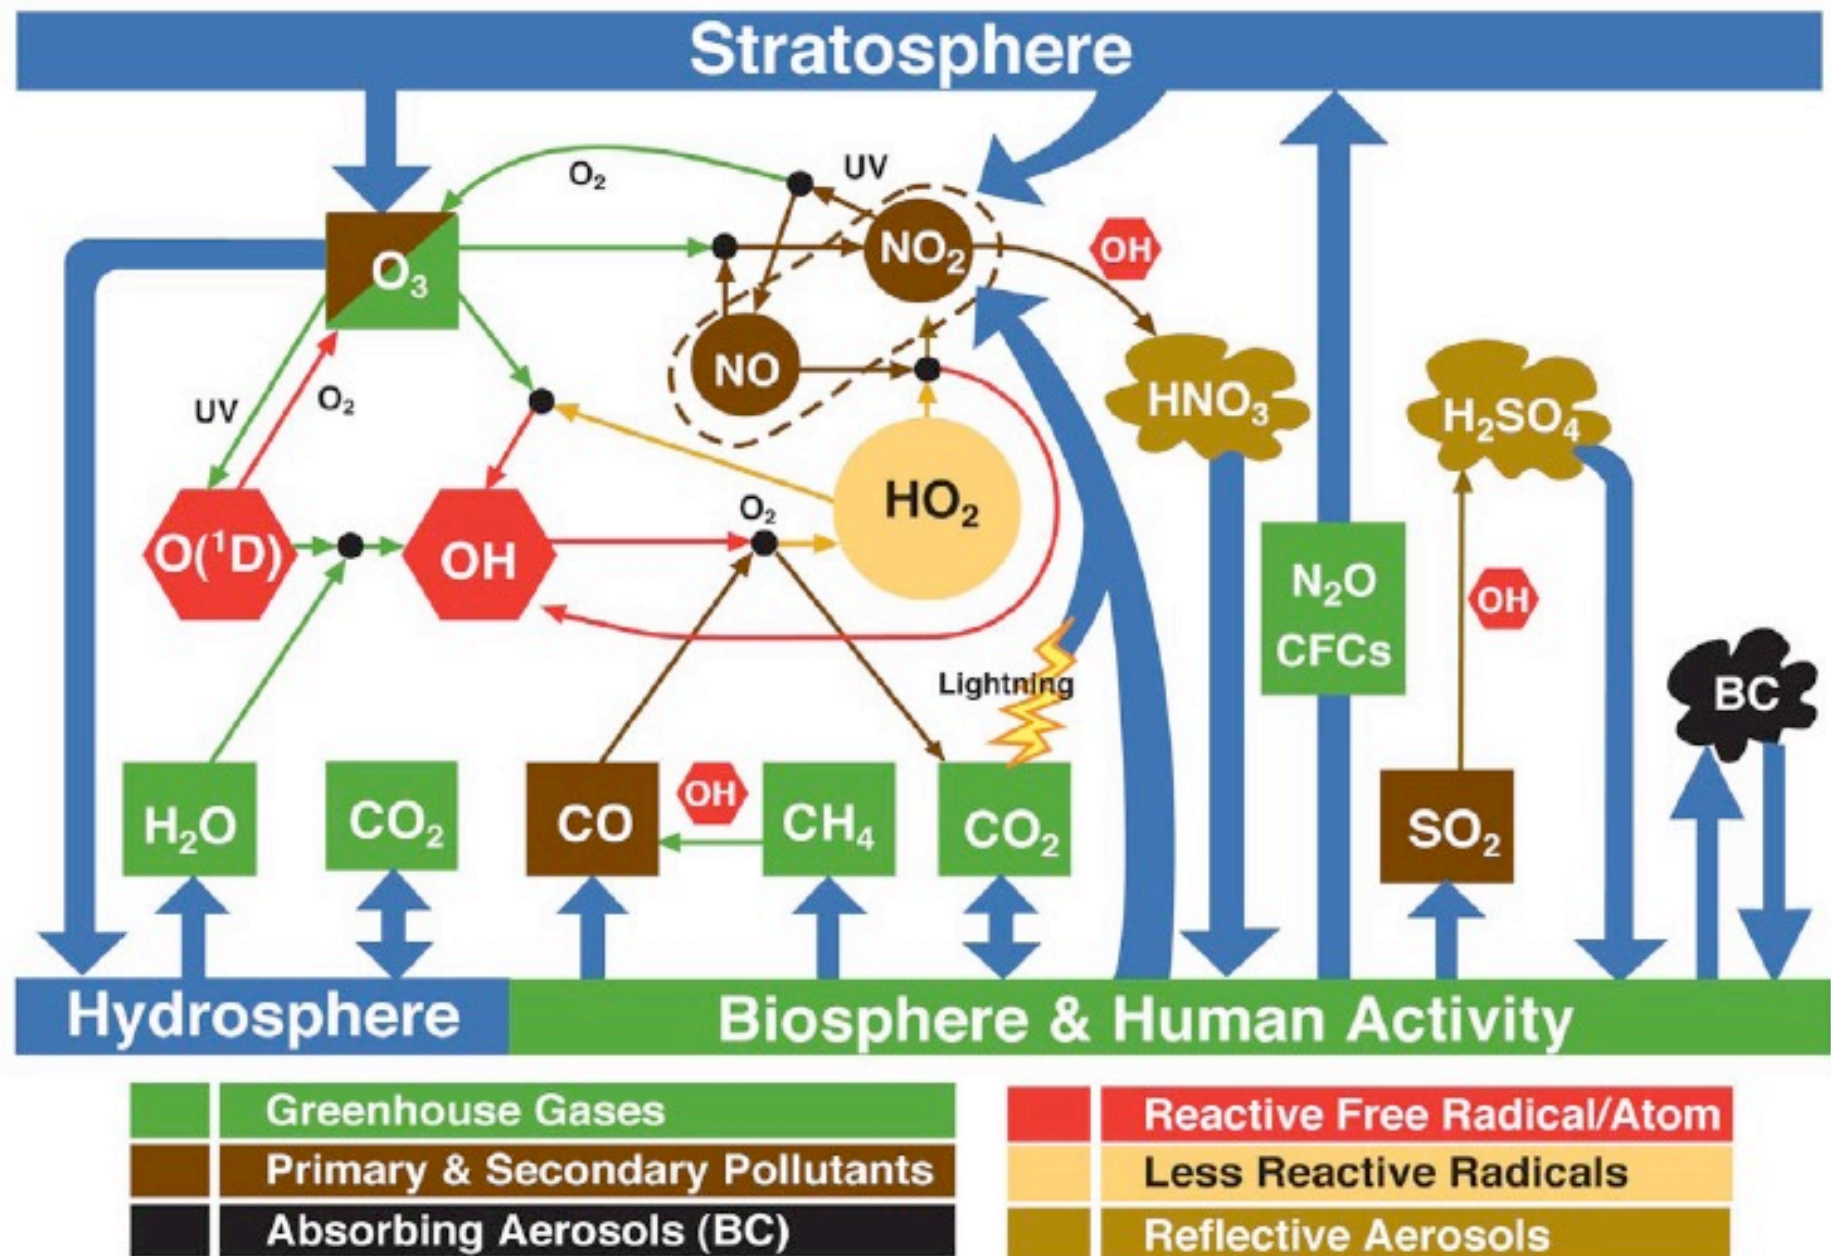 Stratosphere
O₂
UV
OH
O₃
NO₂
NO
HNO₃
H₂SO₄
UV
O₂
HO₂
O₂
O(¹D)
OH
N₂O
CFCs
OH
Lightning
BC
H₂O
CO₂
CO
OH
CH₄
CO₂
SO₂
Hydrosphere
Biosphere & Human Activity
Greenhouse Gases
Reactive Free Radical/Atom
Primary & Secondary Pollutants
Less Reactive Radicals
Absorbing Aerosols (BC)
Reflective Aerosols